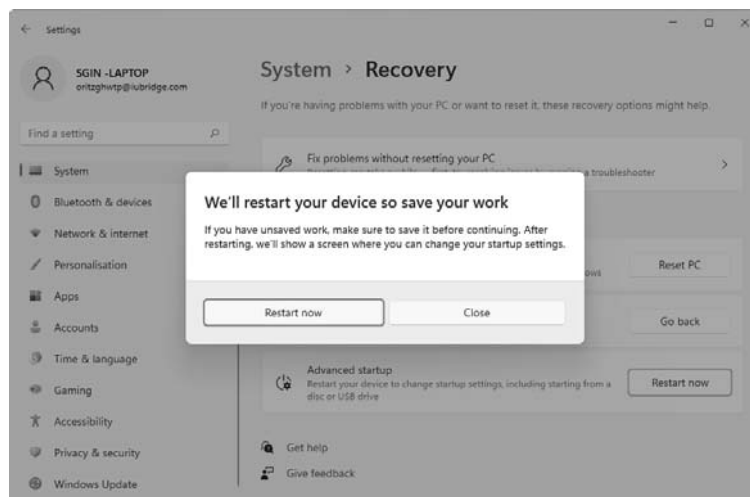 Settings
SGIN -LAPTOP
oritzghwtp@iubridge.com
Find a setting
System
Bluetooth & devices
Network & internet
Personalisation
Apps
Accounts
Time & language
Gaming
Accessibility
Privacy & security
Windows Update
System > Recovery
If you're having problems with your PC or want to reset it, these recovery options might help.
Fix problems without resetting your PC
a troubleshooter
We'll restart your device so save your work
If you have unsaved work, make sure to save it before continuing. After
restarting, we'll show a screen where you can change your startup settings.
Restart now
Close
Reset PC
Go back
Advanced startup
Restart your device to change startup settings, including starting from a
disc or USB drive
Restart now
Get help
Give feedback